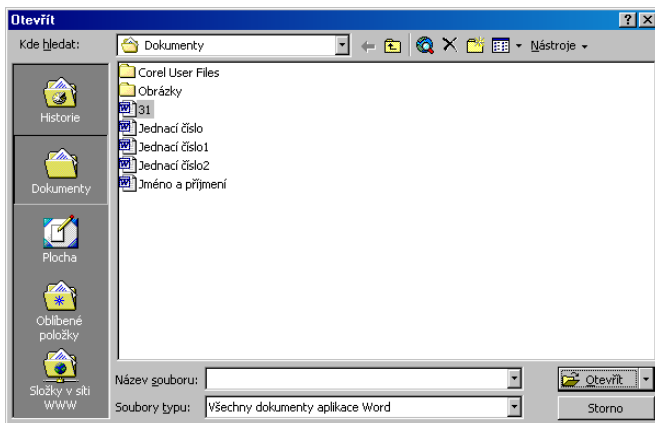 Otevřít
Kde hledat:
Dokumenty
Nástroje
Historie
Dokumenty
Plocha
Oblíbené
položky
Složky v síti
WWW
Corel User Files
Obrázky
31
Jednací číslo
Jednací číslo1
Jednací číslo2
Jméno a příjmení
Název souboru:
Otevřít
Soubory typu:
Všechny dokumenty aplikace Word
Storno